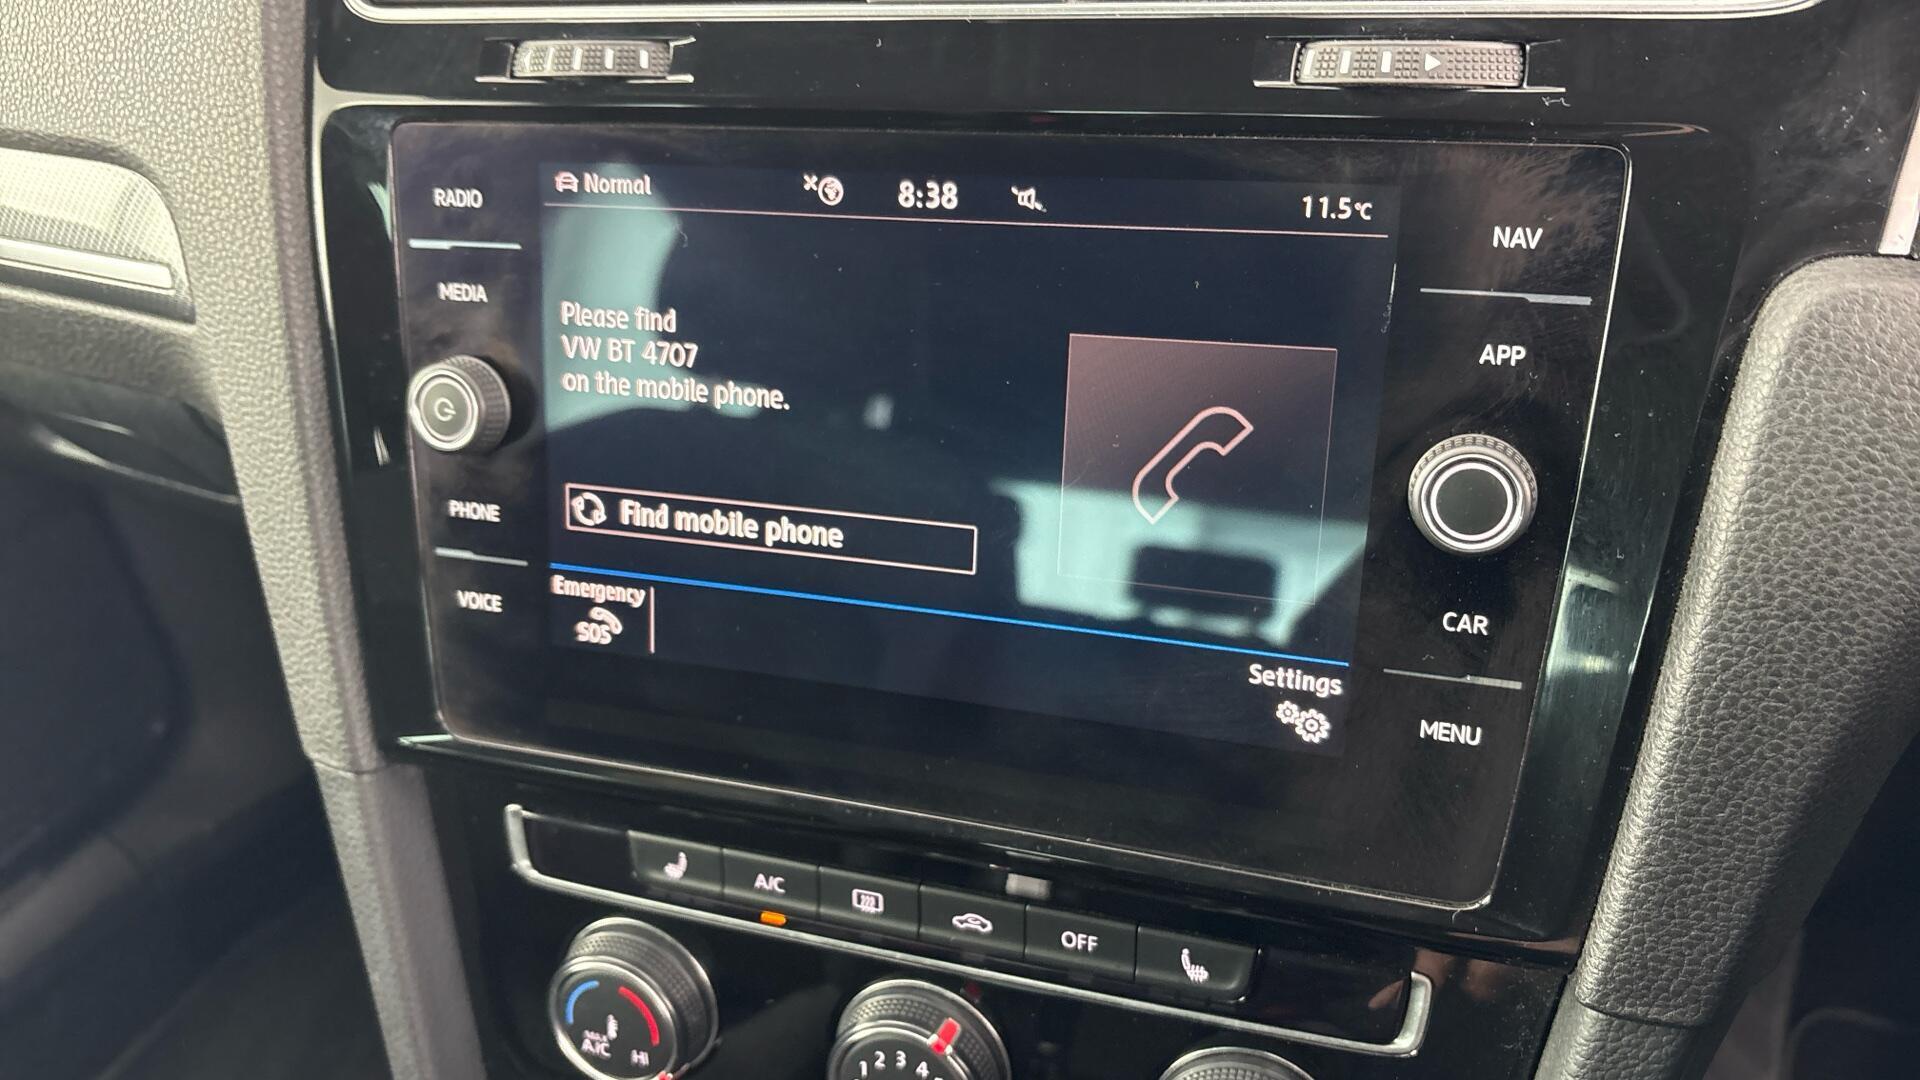 RADIO
MEDIA
PHONE
VOICE
Normal
8:38
11.5°C
Please find
VW BT 4707
on the mobile phone.
Find mobile phone
Emergency
SOS
Settings
NAV
APP
CAR
MENU
A/C
OFF
MAX
A/C
HI
1 2 3 4